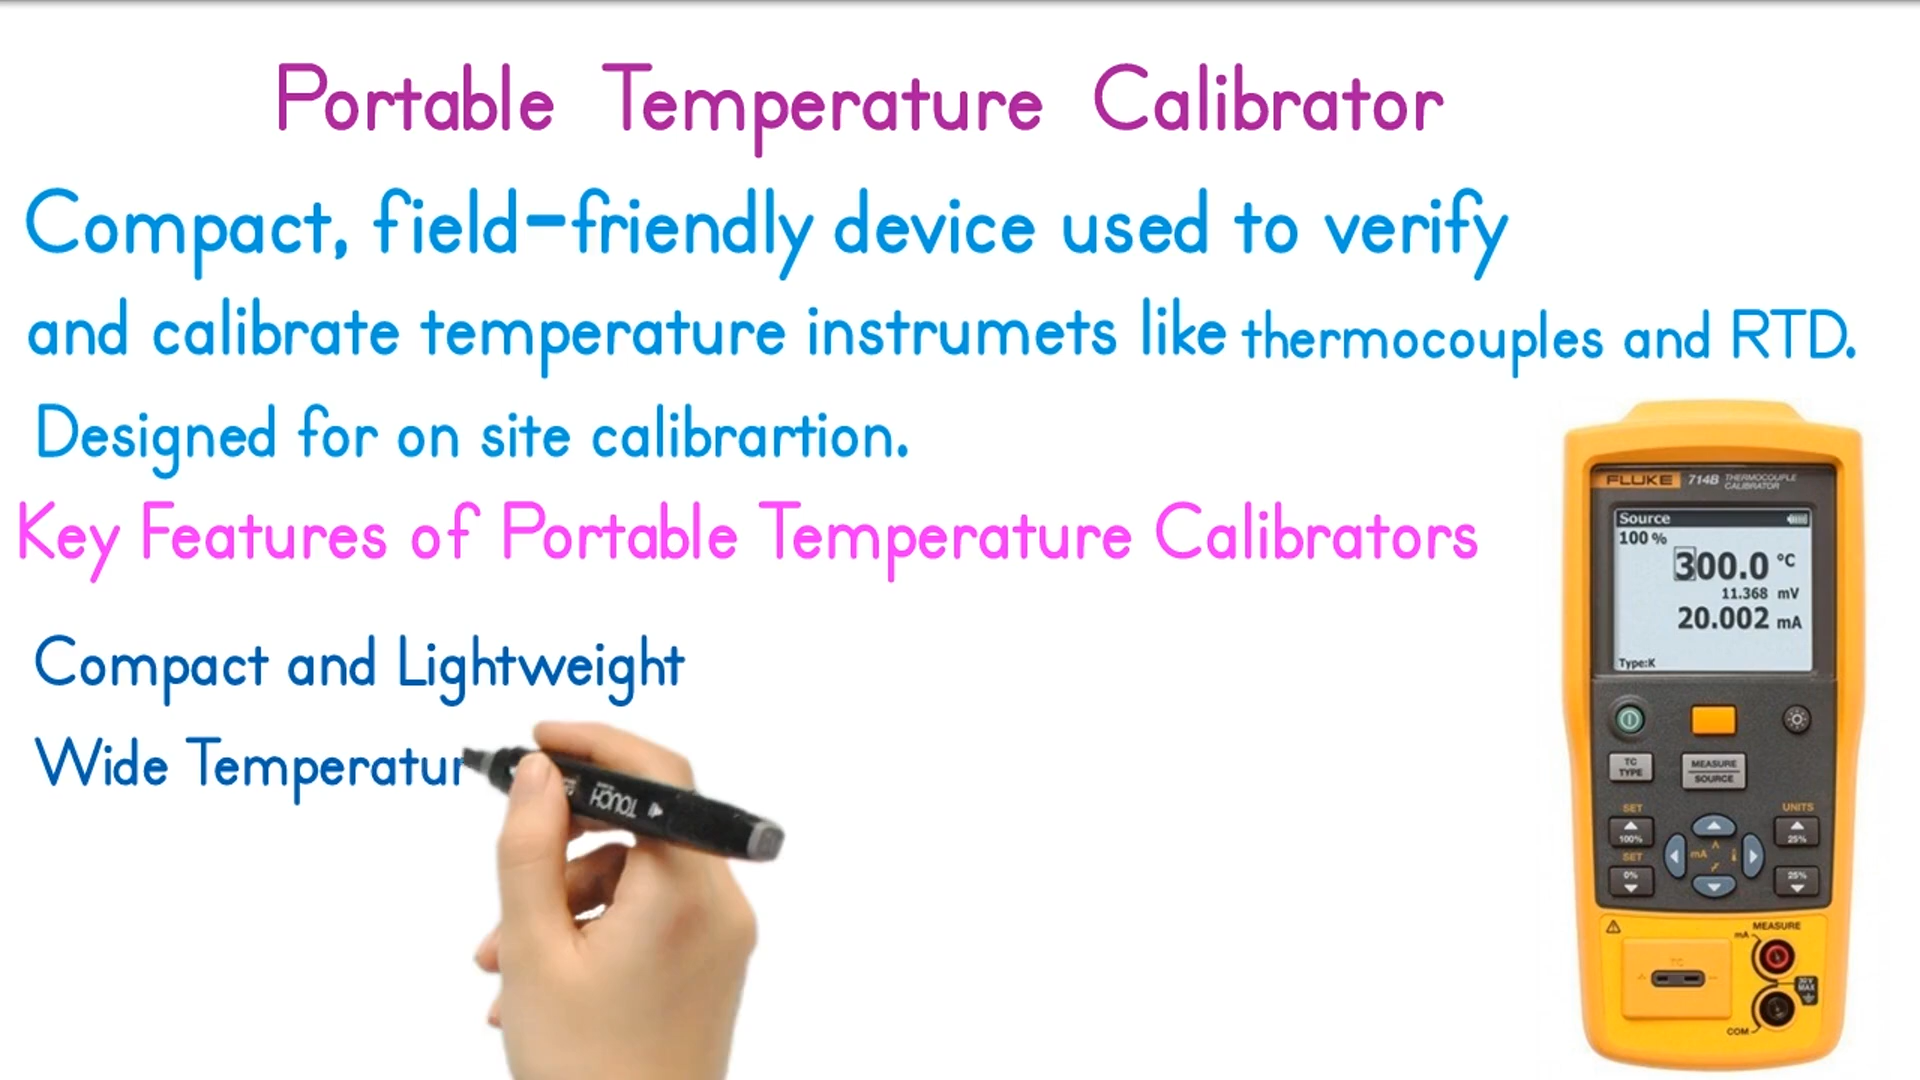 Portable Temperature Calibrator
Compact, field-friendly device used to verify
and calibrate temperature instrumets like thermocouples and RTD.
Designed for on site calibrartion.
Key Features of Portable Temperature Calibrators
Compact and Lightweight
Wide Temperatur
TOUCH
FLUKE 714B THERMOCOUPLE CALIBRATOR
Source
100 %
300.0 °C
11.368 mV
20.002 mA
Type:K
TC TYPE
MEASURE
SOURCE
SET
UNITS
100%
25%
SET
mA
0%
25%
MEASURE
mA
TC
30V MAX
COM